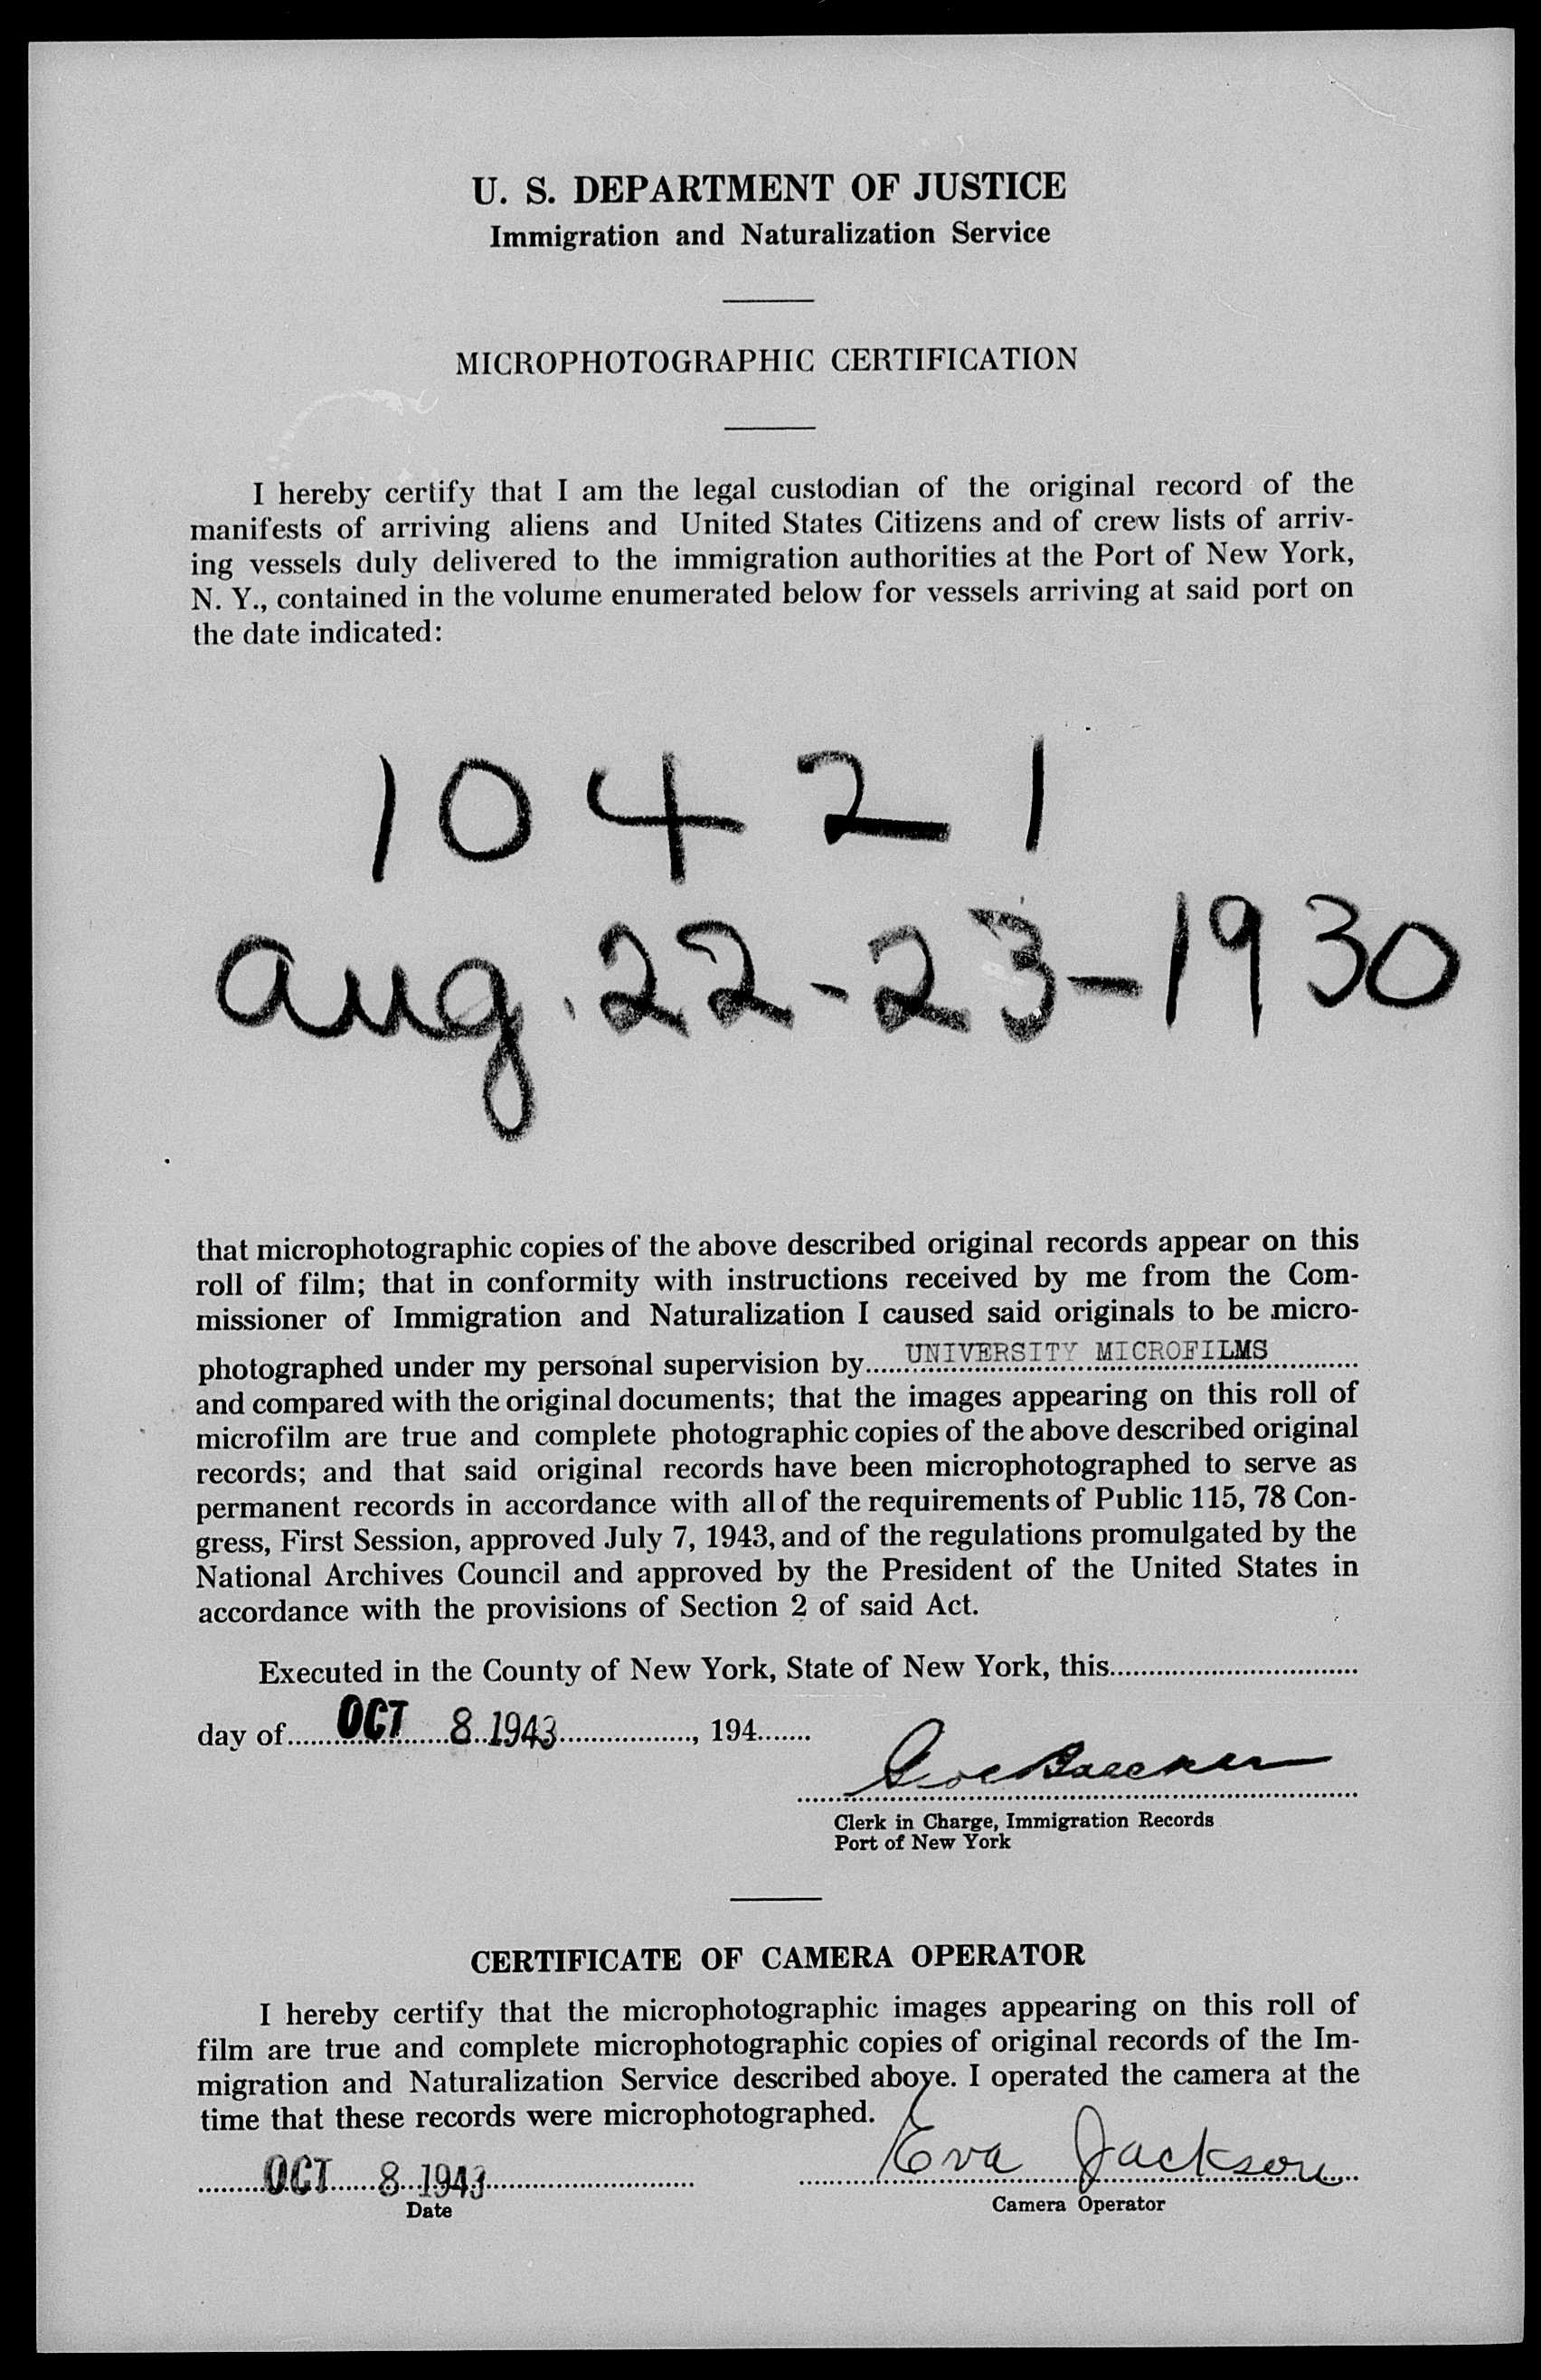 U. S. DEPARTMENT OF JUSTICE
Immigration and Naturalization Service
MICROPHOTOGRAPHIC CERTIFICATION
I hereby certify that I am the legal custodian of the original record of the
manifests of arriving aliens and United States Citizens and of crew lists of arriv-
ing vessels duly delivered to the immigration authorities at the Port of New York,
N. Y., contained in the volume enumerated below for vessels arriving at said port on
the date indicated:
10421
Aug. 22-23-1930
that microphotographic copies of the above described original records appear on this
roll of film; that in conformity with instructions received by me from the Com-
missioner of Immigration and Naturalization I caused said originals to be micro-
photographed under my personal supervision by......UNIVERSITY MICROFILMS............
and compared with the original documents; that the images appearing on this roll of
microfilm are true and complete photographic copies of the above described original
records; and that said original records have been microphotographed to serve as
permanent records in accordance with all of the requirements of Public 115, 78 Con-
gress, First Session, approved July 7, 1943, and of the regulations promulgated by the
National Archives Council and approved by the President of the United States in
accordance with the provisions of Section 2 of said Act.
Executed in the County of New York, State of New York, this................................
day of......OCT 8 1943................., 194.......
Clerk in Charge, Immigration Records
Port of New York
CERTIFICATE OF CAMERA OPERATOR
I hereby certify that the microphotographic images appearing on this roll of
film are true and complete microphotographic copies of original records of the Im-
migration and Naturalization Service described above. I operated the camera at the
time that these records were microphotographed.
OCT 8 1943 Eva Jackson
Date Camera Operator